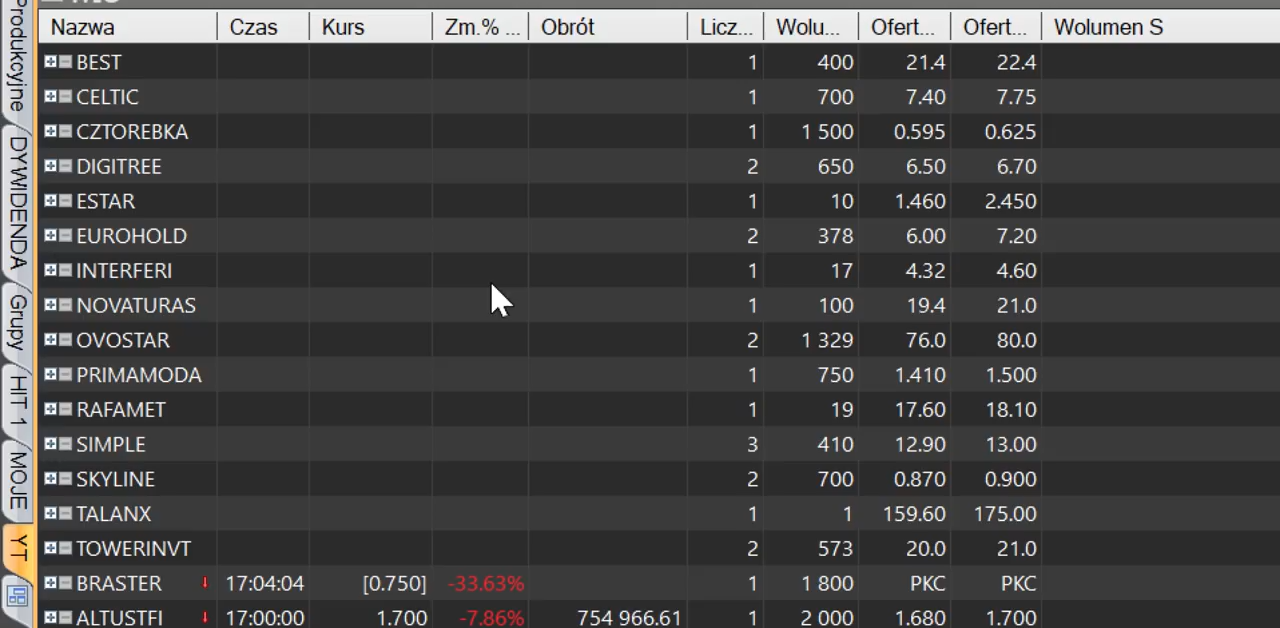 Nazwa Czas Kurs Zm.% ... Obrót Licz... Wolu... Ofert... Ofert... Wolumen S
BEST 1 400 21.4 22.4
CELTIC 1 700 7.40 7.75
CZTOREBKA 1 1 500 0.595 0.625
DIGITREE 2 650 6.50 6.70
ESTAR 1 10 1.460 2.450
EUROHOLD 2 378 6.00 7.20
INTERFERI 1 17 4.32 4.60
NOVATURAS 1 100 19.4 21.0
OVOSTAR 2 1 329 76.0 80.0
PRIMAMODA 1 750 1.410 1.500
RAFAMET 1 19 17.60 18.10
SIMPLE 3 410 12.90 13.00
SKYLINE 2 700 0.870 0.900
TALANX 1 1 159.60 175.00
TOWERINVT 2 573 20.0 21.0
BRASTER 17:04:04 [0.750] -33.63% 1 1 800 PKC PKC
ALTUSTFI 17:00:00 1.700 -7.86% 754 966.61 1 2 000 1.680 1.700
Produkcyjne
DYWIDENDA
Grupy
HIT 1
MOJE
YT